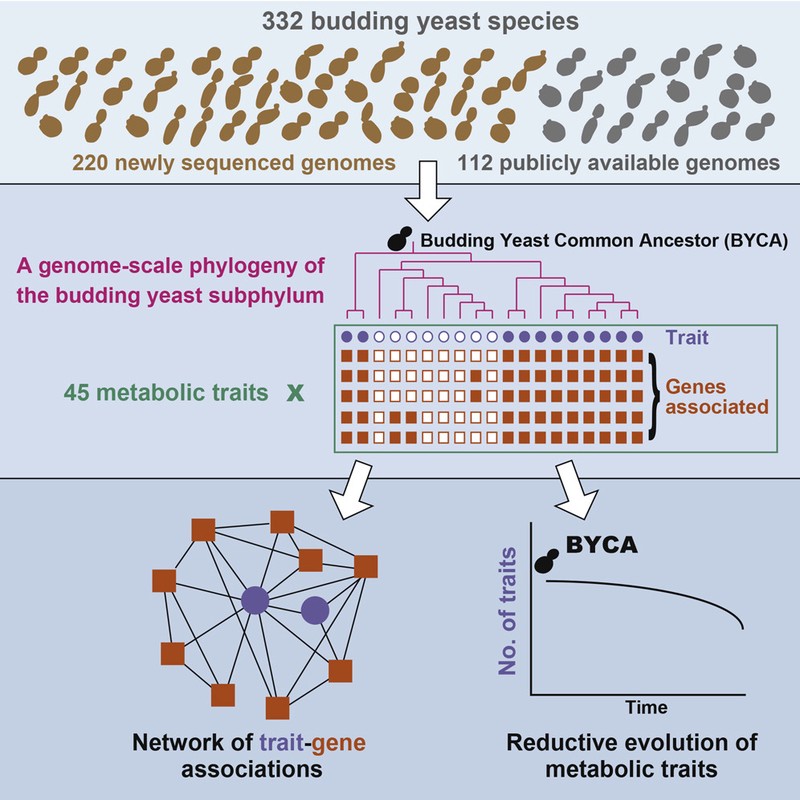 332 budding yeast species
220 newly sequenced genomes
112 publicly available genomes
Budding Yeast Common Ancestor (BYCA)
A genome-scale phylogeny of
the budding yeast subphylum
Trait
45 metabolic traits X
Genes
associated
BYCA
No. of traits
Time
Network of trait-gene
associations
Reductive evolution of
metabolic traits